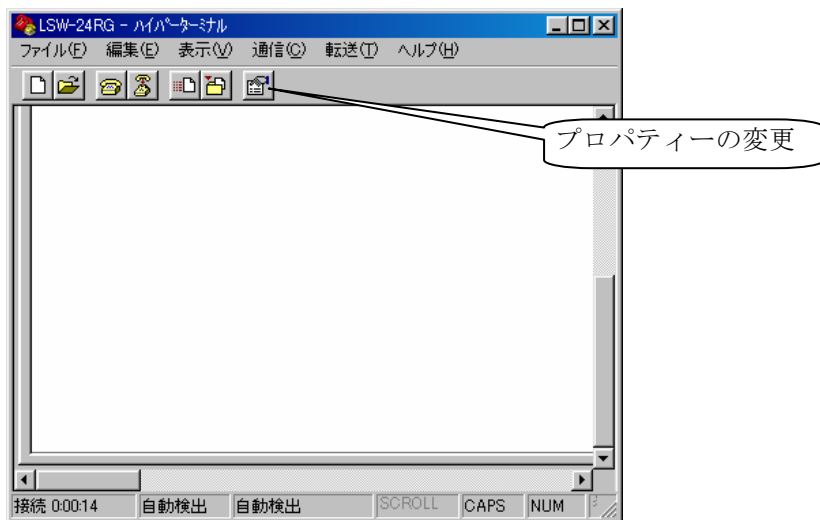 LSW-24RG - ﾊｲﾊﾟｰﾀｰﾐﾅﾙ
ファイル(F) 編集(E) 表示(V) 通信(C) 転送(T) ヘルプ(H)
プロパティーの変更
接続 0:00:14 自動検出 自動検出 SCROLL CAPS NUM